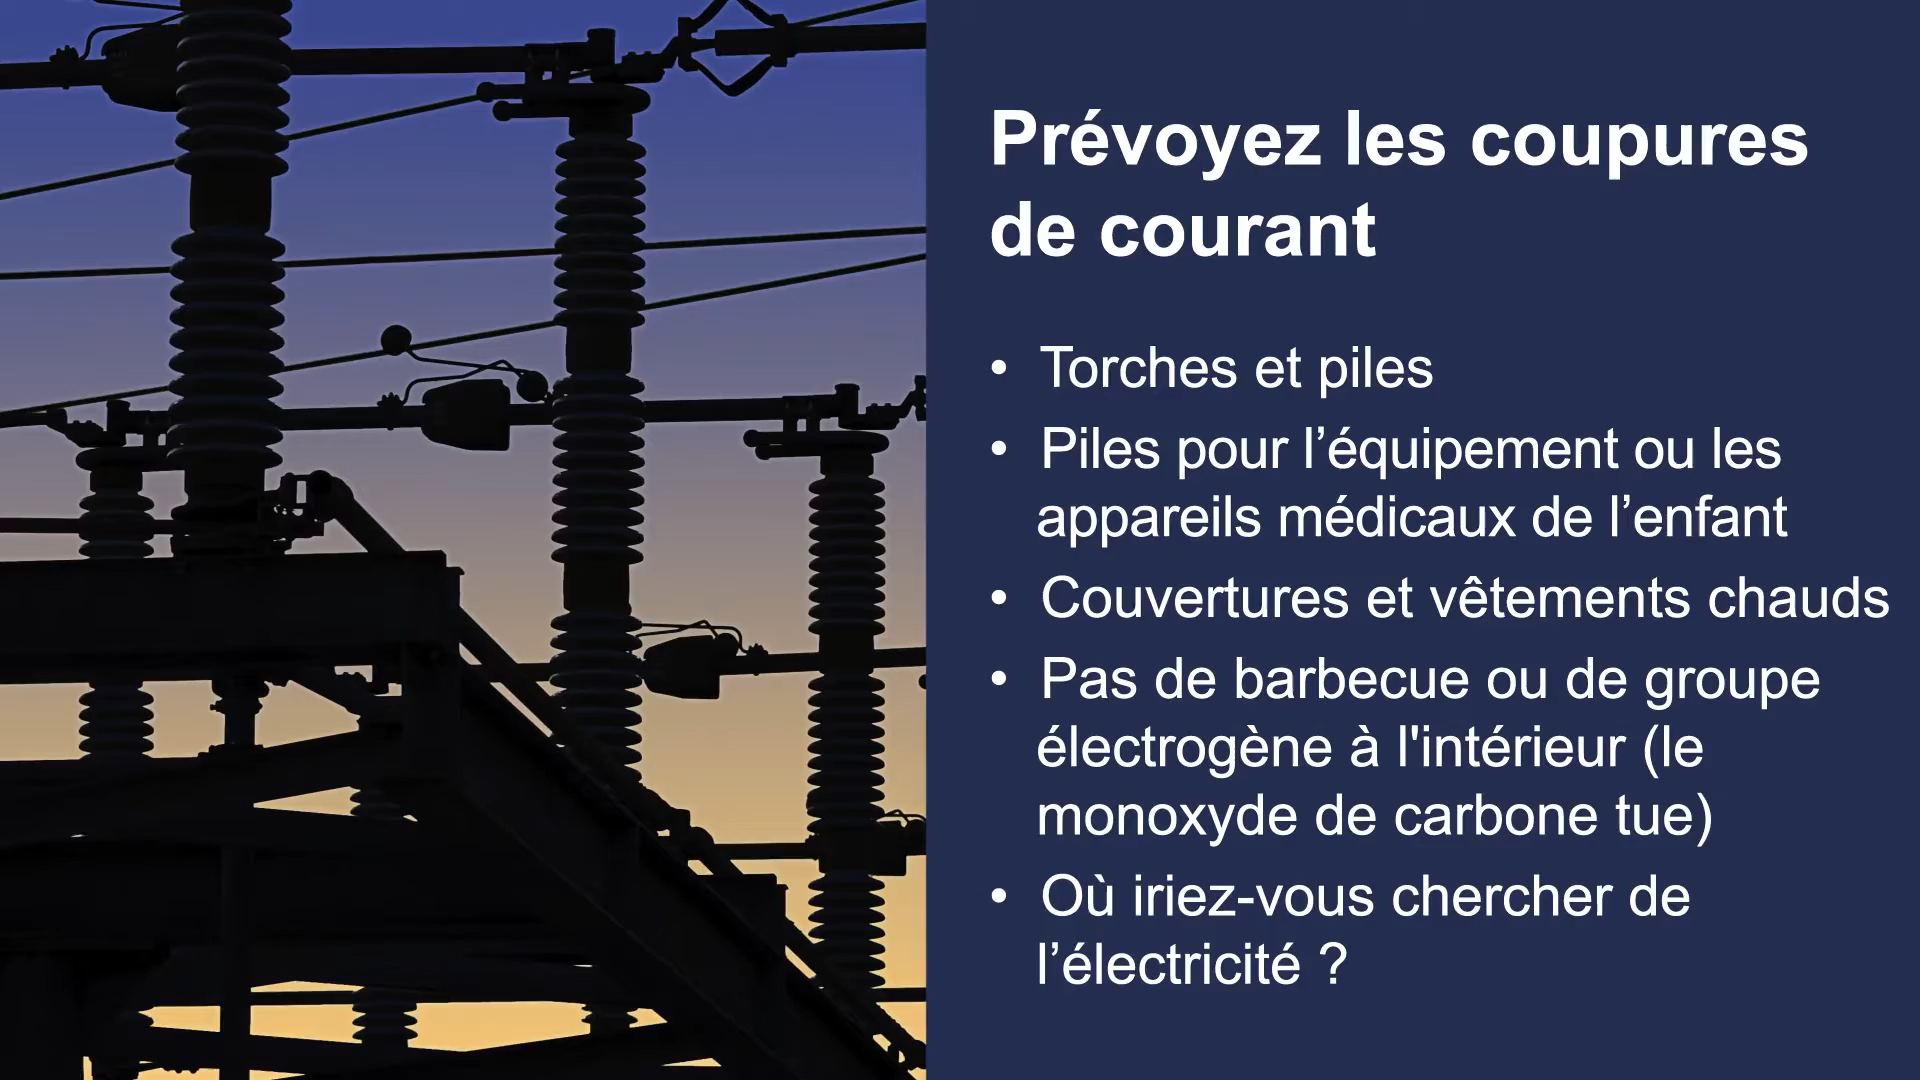 Prévoyez les coupures
de courant
• Torches et piles
• Piles pour l’équipement ou les
appareils médicaux de l’enfant
• Couvertures et vêtements chauds
• Pas de barbecue ou de groupe
électrogène à l'intérieur (le
monoxyde de carbone tue)
• Où iriez-vous chercher de
l’électricité ?